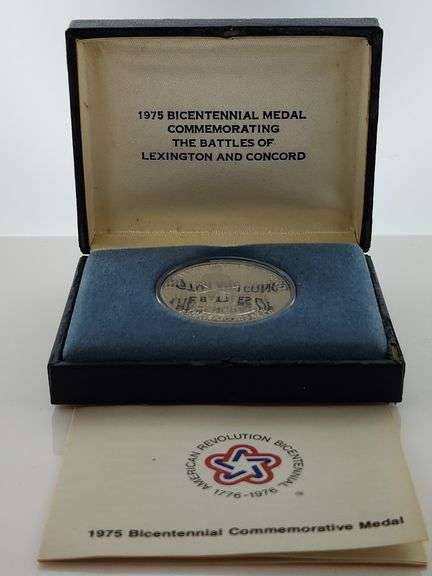 1975 BICENTENNIAL MEDAL
COMMEMORATING
THE BATTLES OF
LEXINGTON AND CONCORD
AMERICAN REVOLUTION BICENTENNIAL
1776-1976
1975 Bicentennial Commemorative Medal